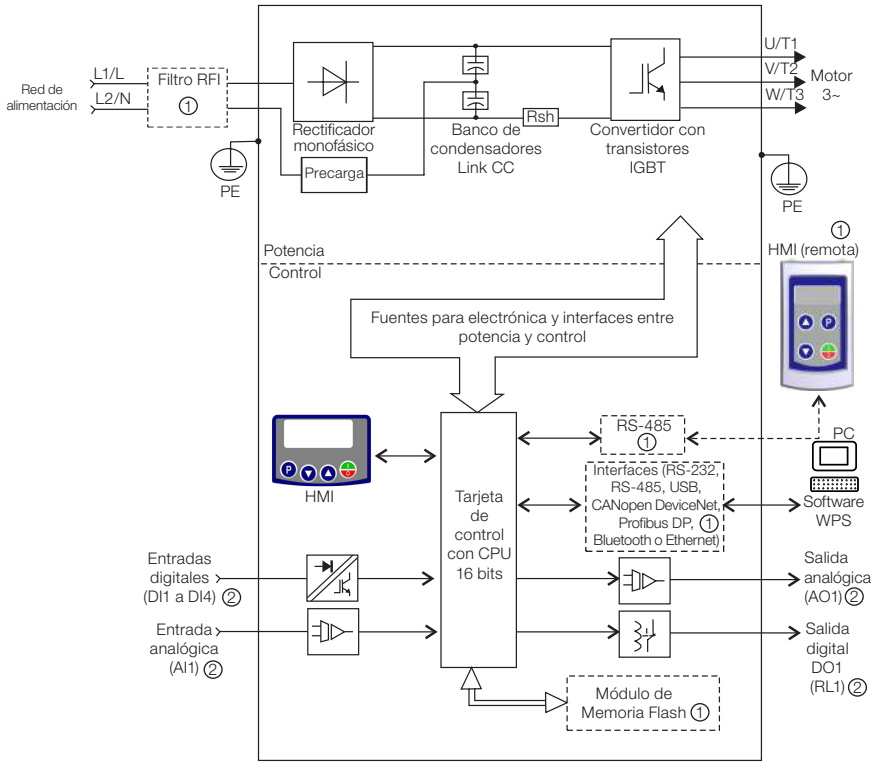 Red de
alimentación
L1/L
L2/N
Filtro RFI
①
PE
Rectificador
monofásico
Precarga
Banco de
condensadores
Link CC
Rsh
Convertidor con
transistores
IGBT
U/T1
V/T2
W/T3
Motor
3~
PE
Potencia
Control
①
HMI (remota)
P
Fuentes para electrónica y interfaces entre
potencia y control
P
HMI
Tarjeta
de
control
con CPU
16 bits
RS-485
①
Interfaces (RS-232,
RS-485, USB,
CANopen DeviceNet,
Profibus DP, ①
Bluetooth o Ethernet)
PC
Software
WPS
Entradas
digitales
(DI1 a DI4) ②
Entrada
analógica
(AI1) ②
Salida
analógica
(AO1) ②
Salida
digital
DO1
(RL1) ②
Módulo de
Memoria Flash ①